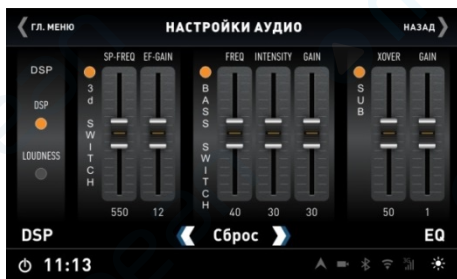 ГЛ. МЕНЮ
НАСТРОЙКИ АУДИО
НАЗАД
DSP
DSP
LOUDNESS
3d SWITCH
SP-FREQ EF-GAIN
550 12
BASS SWITCH
FREQ INTENSITY GAIN
40 30 30
SUB
XOVER GAIN
50 1
DSP
Сброс
EQ
11:13